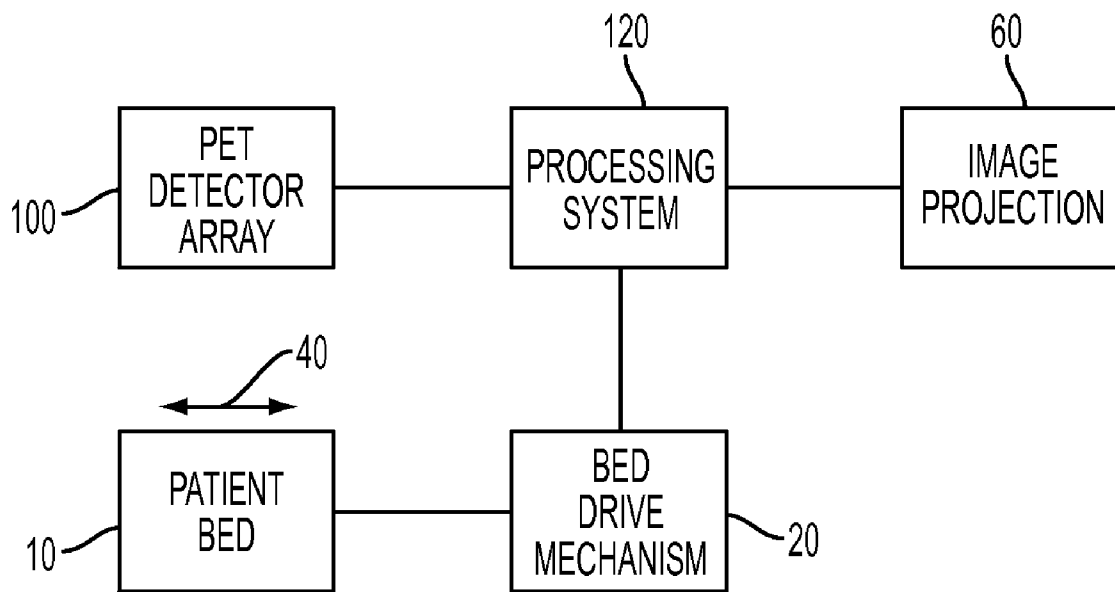 120
60
PET
DETECTOR
ARRAY
100
PROCESSING
SYSTEM
IMAGE
PROJECTION
40
PATIENT
BED
10
BED
DRIVE
MECHANISM
20